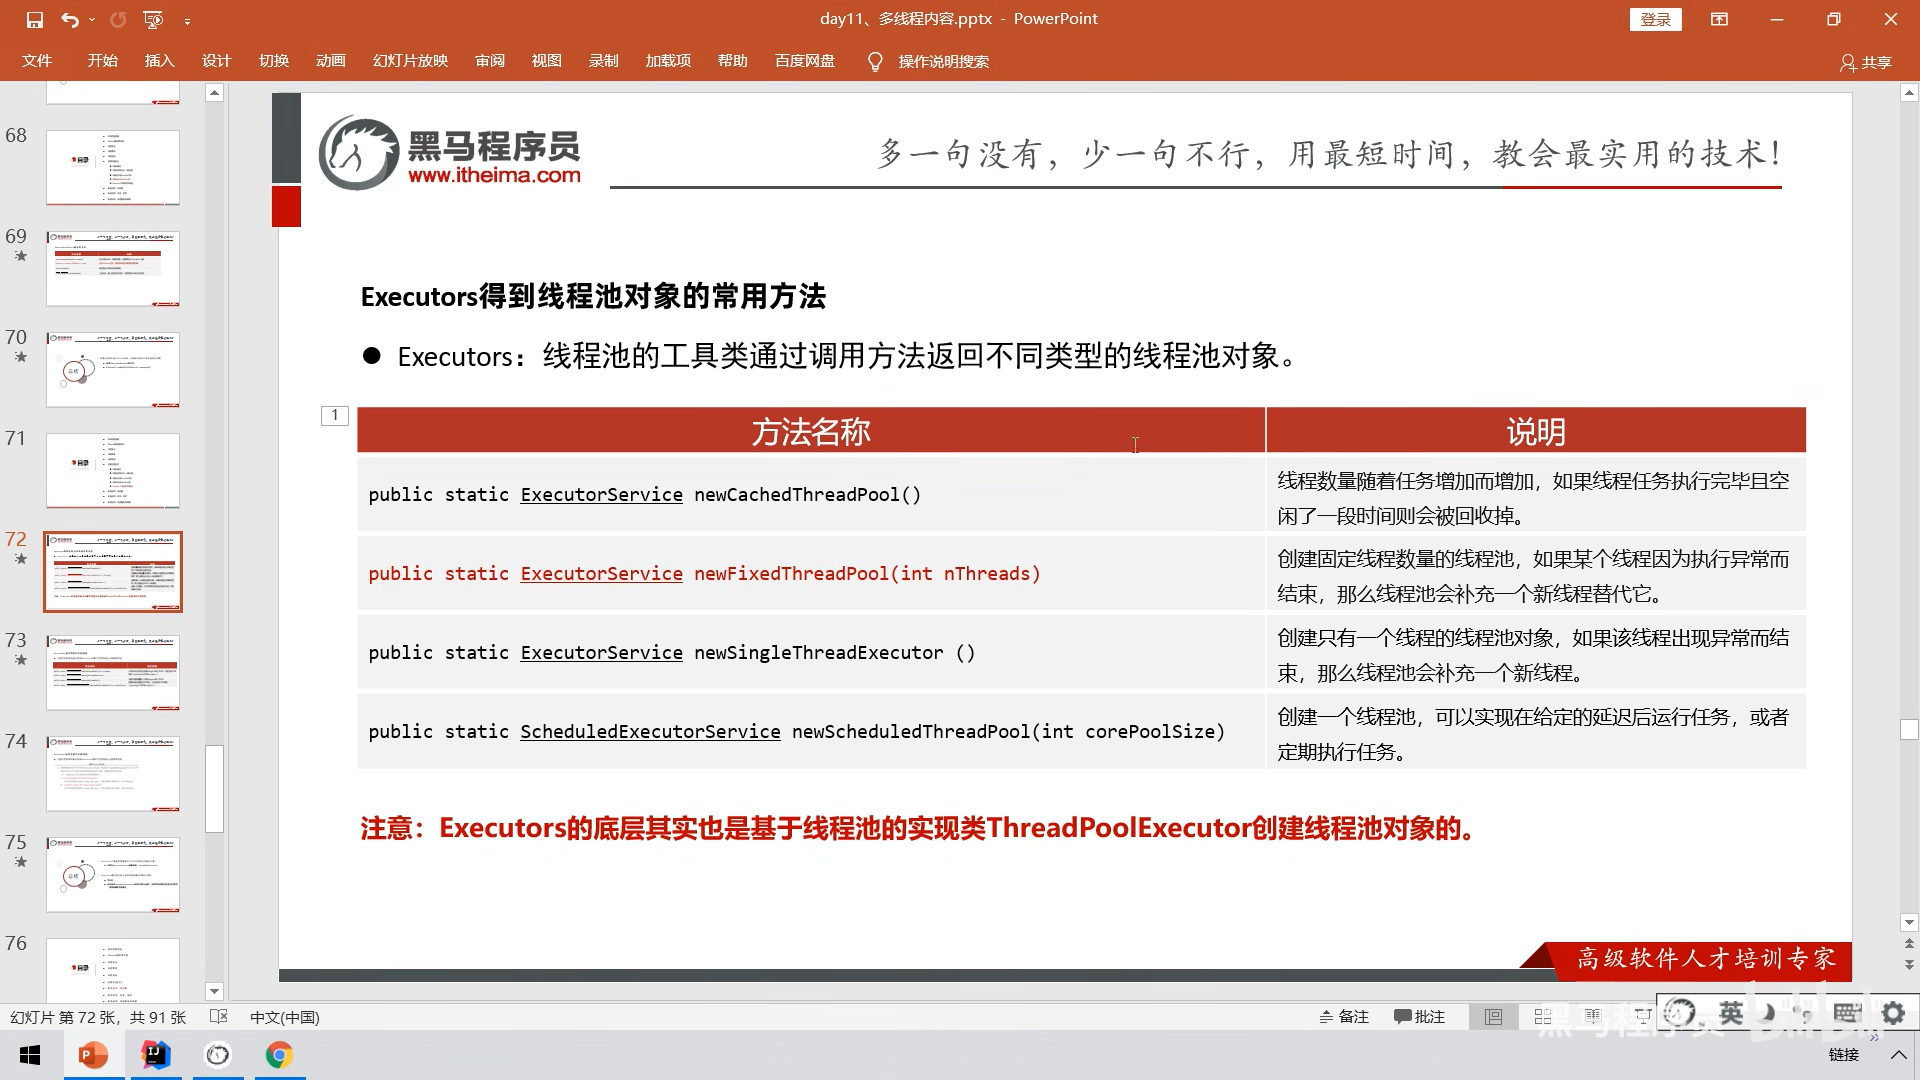 day11、多线程内容.pptx - PowerPoint
登录
文件 开始 插入 设计 切换 动画 幻灯片放映 审阅 视图 录制 加载项 帮助 百度网盘 操作说明搜索
共享
68
69
70
71
72
73
74
75
76
黑马程序员
www.itheima.com
多一句没有，少一句不行，用最短时间，教会最实用的技术！
Executors得到线程池对象的常用方法
● Executors：线程池的工具类通过调用方法返回不同类型的线程池对象。
1
方法名称 说明
public static ExecutorService newCachedThreadPool()
线程数量随着任务增加而增加，如果线程任务执行完毕且空
闲了一段时间则会被回收掉。
public static ExecutorService newFixedThreadPool(int nThreads)
创建固定线程数量的线程池，如果某个线程因为执行异常而
结束，那么线程池会补充一个新线程替代它。
public static ExecutorService newSingleThreadExecutor ()
创建只有一个线程的线程池对象，如果该线程出现异常而结
束，那么线程池会补充一个新线程。
public static ScheduledExecutorService newScheduledThreadPool(int corePoolSize)
创建一个线程池，可以实现在给定的延迟后运行任务，或者
定期执行任务。
注意：Executors的底层其实也是基于线程池的实现类ThreadPoolExecutor创建线程池对象的。
高级软件人才培训专家
幻灯片 第 72 张，共 91 张 中文(中国)
备注 批注
英
黑马程序员
bilibili
链接